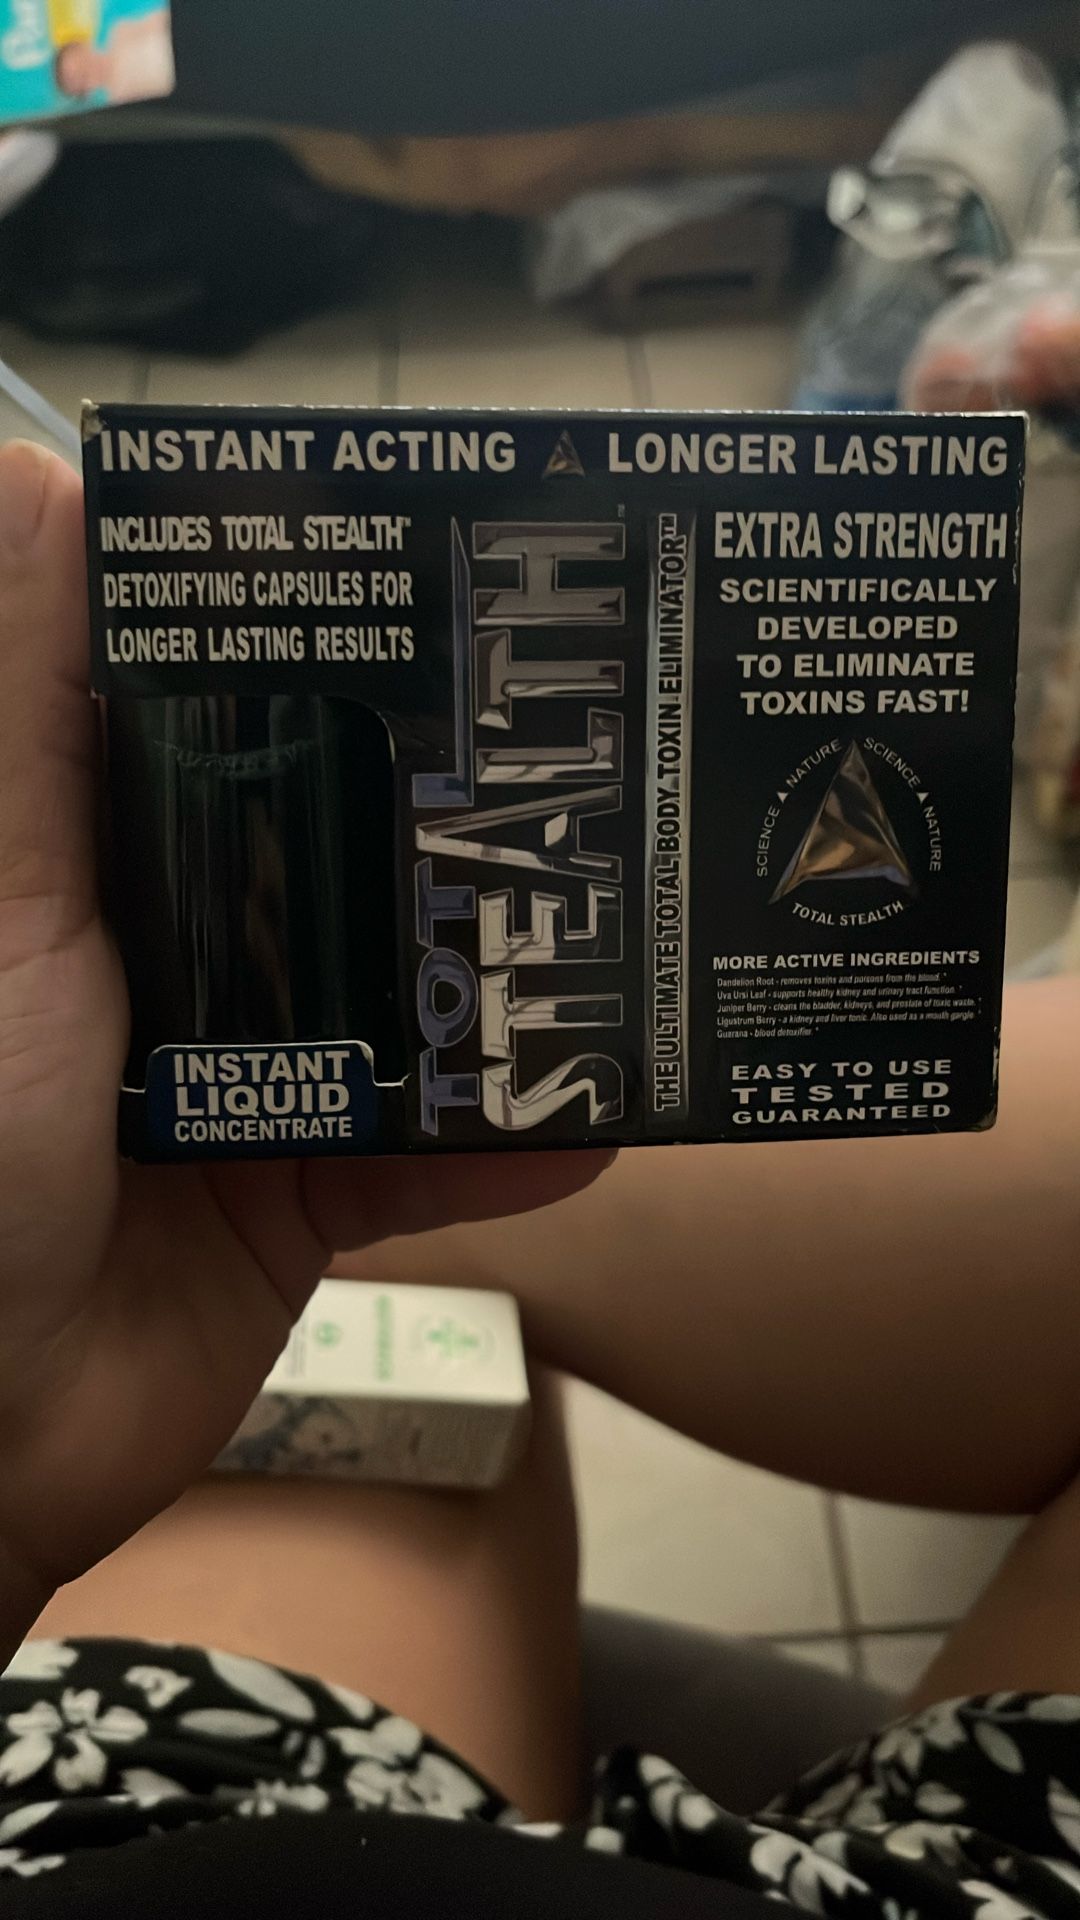 INSTANT ACTING LONGER LASTING
INCLUDES TOTAL STEALTH™
DETOXIFYING CAPSULES FOR
LONGER LASTING RESULTS
INSTANT
LIQUID
CONCENTRATE
TOTAL STEALTH™
THE ULTIMATE TOTAL BODY TOXIN ELIMINATOR™
EXTRA STRENGTH
SCIENTIFICALLY
DEVELOPED
TO ELIMINATE
TOXINS FAST!
SCIENCE ▲ NATURE SCIENCE ▲ NATURE
TOTAL STEALTH
MORE ACTIVE INGREDIENTS
Dandelion Root - removes toxins and poisons from the blood. *
Uva Ursi Leaf - supports healthy kidney and urinary tract function. *
Juniper Berry - cleans the bladder, kidneys, and prostate of toxic waste. *
Ligustrum Berry - a kidney and liver tonic. Also used as a mouth gargle. *
Guarana - blood detoxifier. *
EASY TO USE
TESTED
GUARANTEED